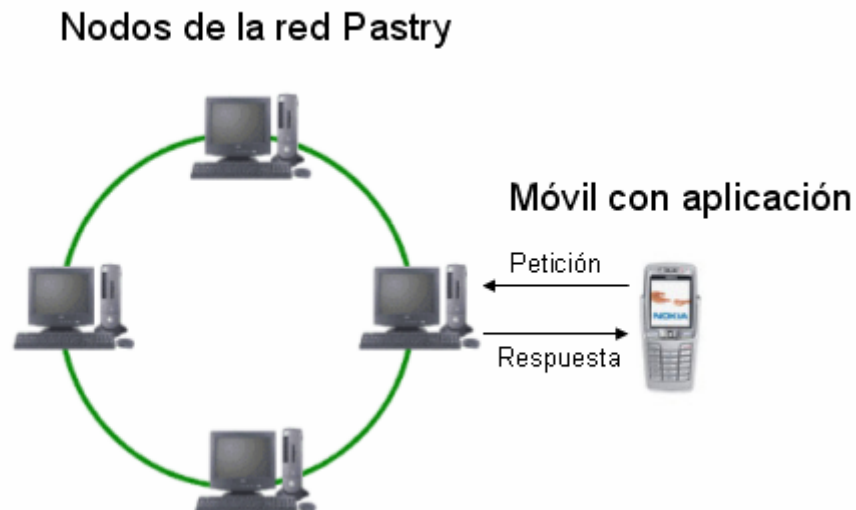 Nodos de la red Pastry
Móvil con aplicación
Petición
NOKIA
Respuesta